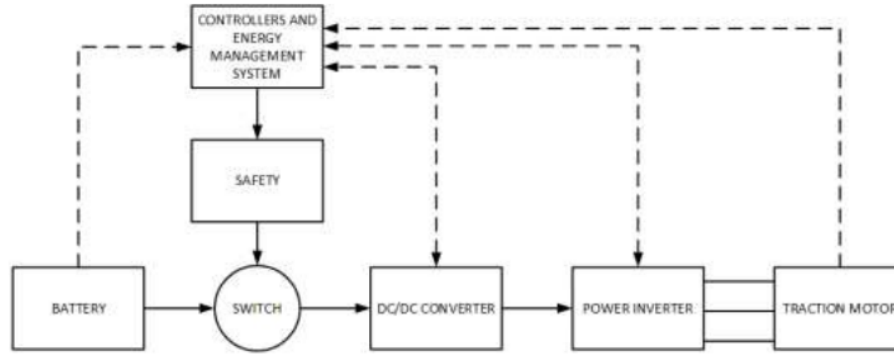 CONTROLLERS AND
ENERGY
MANAGEMENT
SYSTEM
SAFETY
BATTERY
SWITCH
DC/DC CONVERTER
POWER INVERTER
TRACTION MOTOR